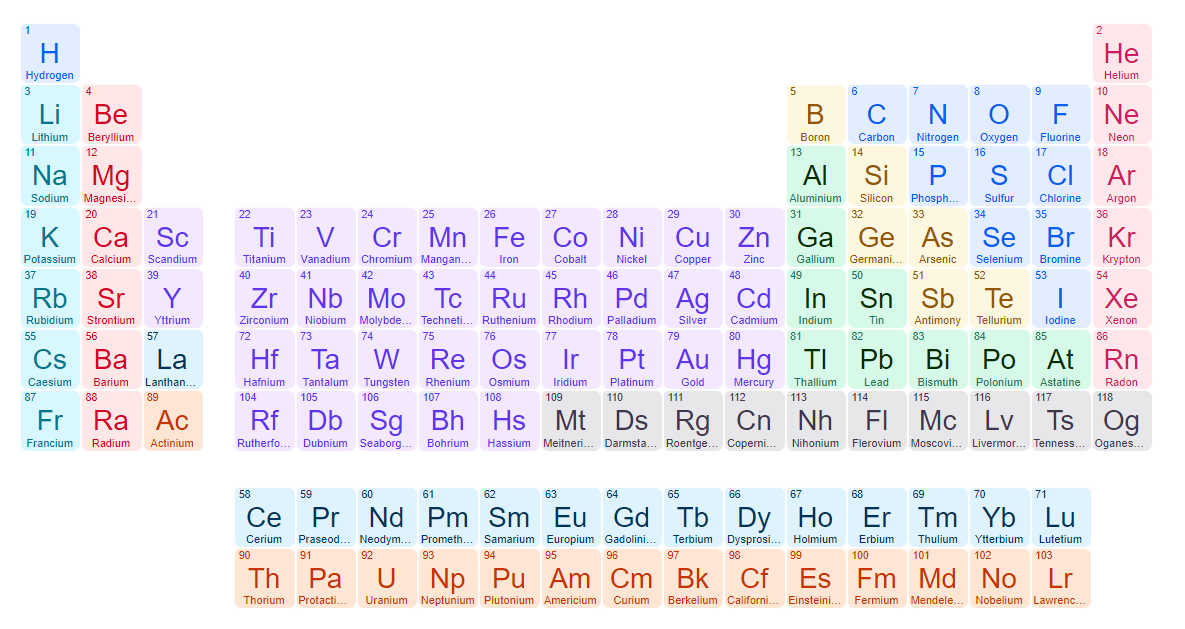 1 2
H He
Hydrogen Helium
3 4 5 6 7 8 9 10
Li Be B C N O F Ne
Lithium Beryllium Boron Carbon Nitrogen Oxygen Fluorine Neon
11 12 13 14 15 16 17 18
Na Mg Al Si P S Cl Ar
Sodium Magnesi... Aluminium Silicon Phosph... Sulfur Chlorine Argon
19 20 21 22 23 24 25 26 27 28 29 30 31 32 33 34 35 36
K Ca Sc Ti V Cr Mn Fe Co Ni Cu Zn Ga Ge As Se Br Kr
Potassium Calcium Scandium Titanium Vanadium Chromium Mangan... Iron Cobalt Nickel Copper Zinc Gallium Germani... Arsenic Selenium Bromine Krypton
37 38 39 40 41 42 43 44 45 46 47 48 49 50 51 52 53 54
Rb Sr Y Zr Nb Mo Tc Ru Rh Pd Ag Cd In Sn Sb Te I Xe
Rubidium Strontium Yttrium Zirconium Niobium Molybde... Techneti... Ruthenium Rhodium Palladium Silver Cadmium Indium Tin Antimony Tellurium Iodine Xenon
55 56 57 72 73 74 75 76 77 78 79 80 81 82 83 84 85 86
Cs Ba La Hf Ta W Re Os Ir Pt Au Hg Tl Pb Bi Po At Rn
Caesium Barium Lanthan... Hafnium Tantalum Tungsten Rhenium Osmium Iridium Platinum Gold Mercury Thallium Lead Bismuth Polonium Astatine Radon
87 88 89 104 105 106 107 108 109 110 111 112 113 114 115 116 117 118
Fr Ra Ac Rf Db Sg Bh Hs Mt Ds Rg Cn Nh Fl Mc Lv Ts Og
Francium Radium Actinium Rutherfo... Dubnium Seaborg... Bohrium Hassium Meitneri... Darmsta... Roentge... Coperni... Nihonium Flerovium Moscovi... Livermor... Tenness... Oganes...
58 59 60 61 62 63 64 65 66 67 68 69 70 71
Ce Pr Nd Pm Sm Eu Gd Tb Dy Ho Er Tm Yb Lu
Cerium Praseod... Neodym... Prometh... Samarium Europium Gadolini... Terbium Dysprosi... Holmium Erbium Thulium Ytterbium Lutetium
90 91 92 93 94 95 96 97 98 99 100 101 102 103
Th Pa U Np Pu Am Cm Bk Cf Es Fm Md No Lr
Thorium Protacti... Uranium Neptunium Plutonium Americium Curium Berkelium Californi... Einsteini... Fermium Mendele... Nobelium Lawrenc...